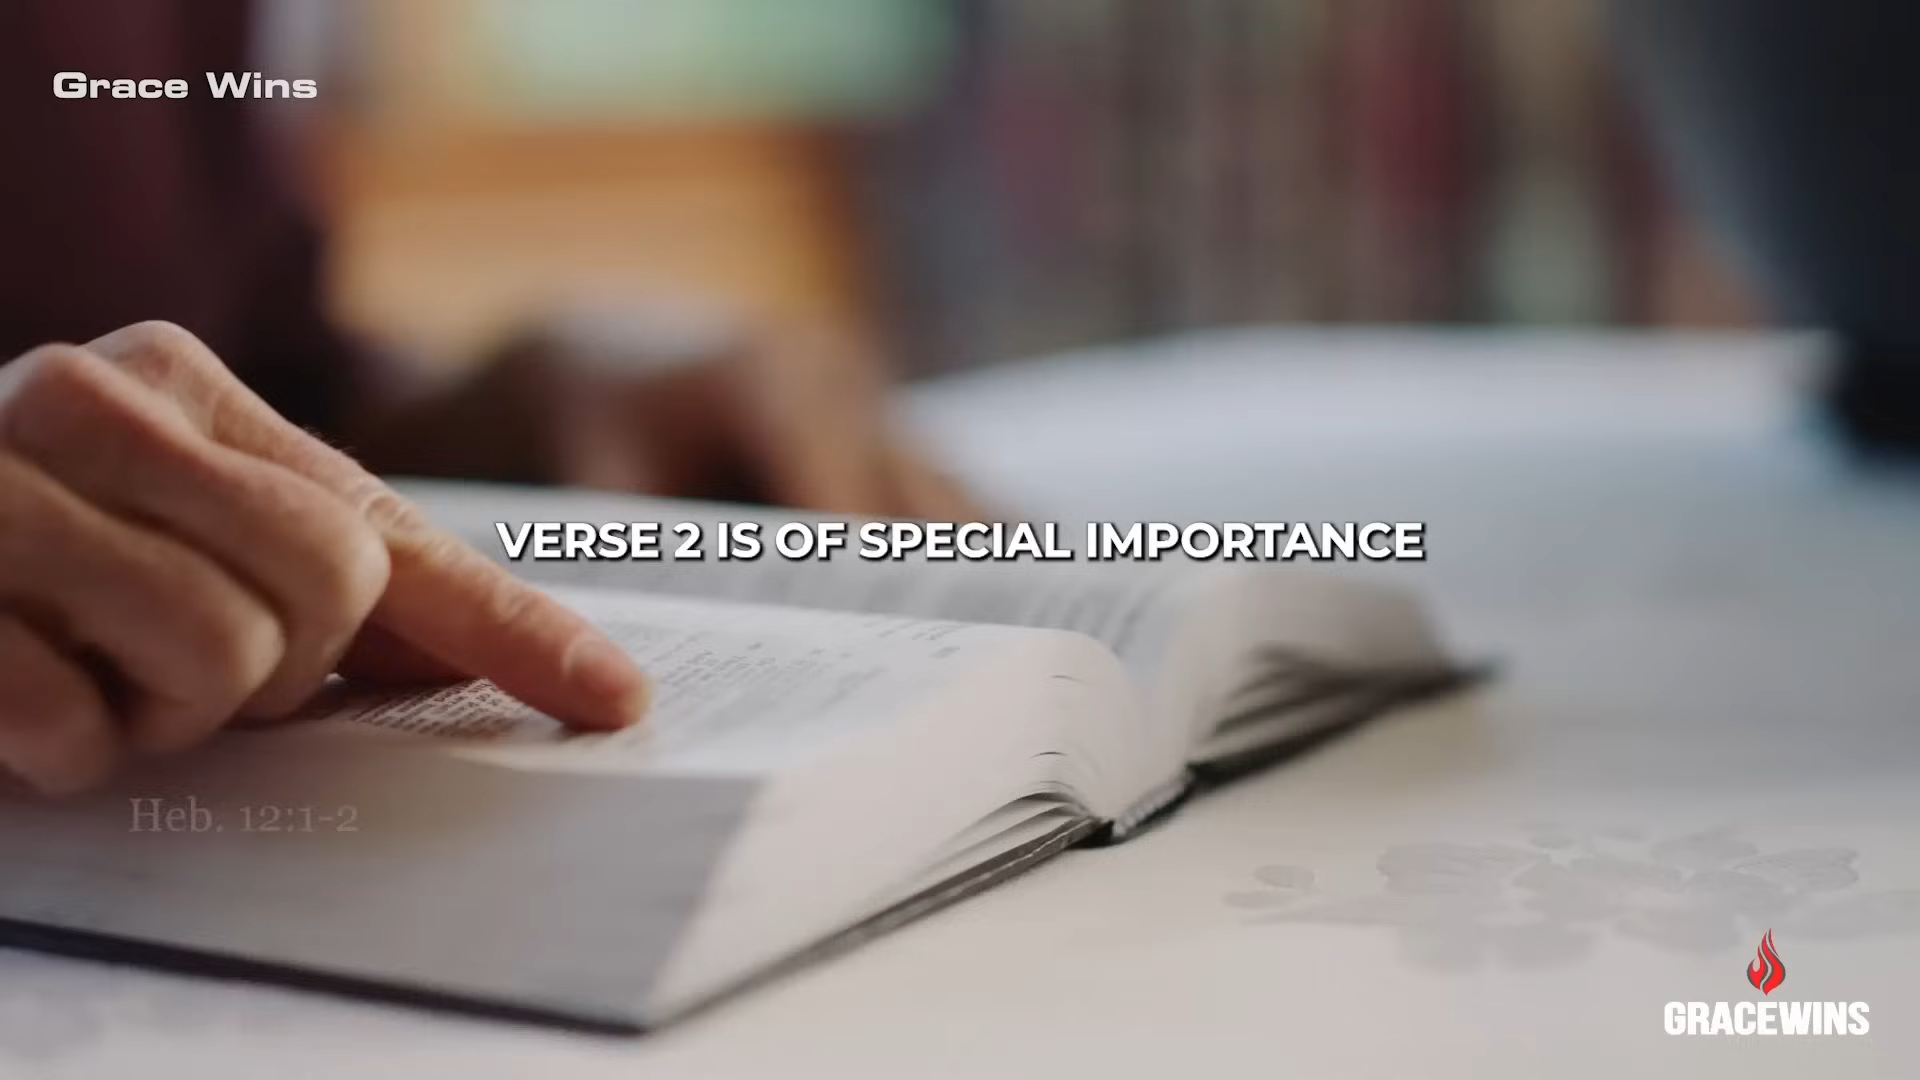 Grace Wins
VERSE 2 IS OF SPECIAL IMPORTANCE
Heb. 12:1-2
GRACEWINS